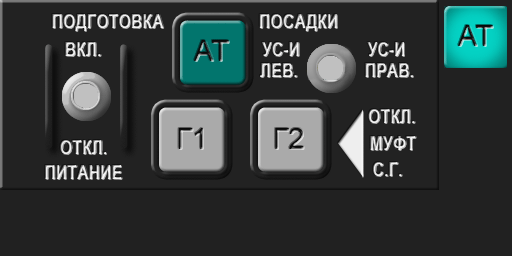 ПОДГОТОВКА
ПОСАДКИ
ВКЛ.
АТ
УС-И
ЛЕВ.
УС-И
ПРАВ.
АТ
Г1
Г2
ОТКЛ.
МУФТ
С.Г.
ОТКЛ.
ПИТАНИЕ